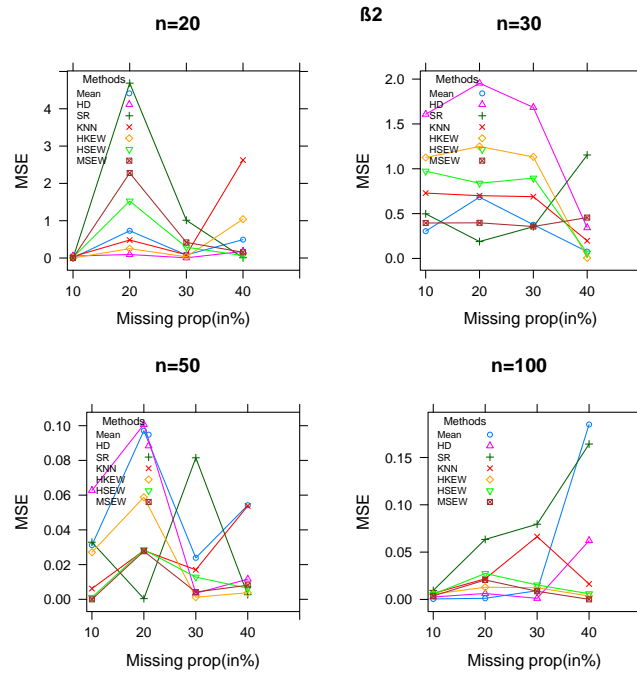 ß2
n=20
Methods
Mean
HD
SR
KNN
HKEW
HSEW
MSEW
MSE
0
1
2
3
4
10 20 30 40
Missing prop(in%)
n=30
Methods
Mean
HD
SR
KNN
HKEW
HSEW
MSEW
MSE
0.0
0.5
1.0
1.5
2.0
10 20 30 40
Missing prop(in%)
n=50
Methods
Mean
HD
SR
KNN
HKEW
HSEW
MSEW
MSE
0.00
0.02
0.04
0.06
0.08
0.10
10 20 30 40
Missing prop(in%)
n=100
Methods
Mean
HD
SR
KNN
HKEW
HSEW
MSEW
MSE
0.00
0.05
0.10
0.15
10 20 30 40
Missing prop(in%)